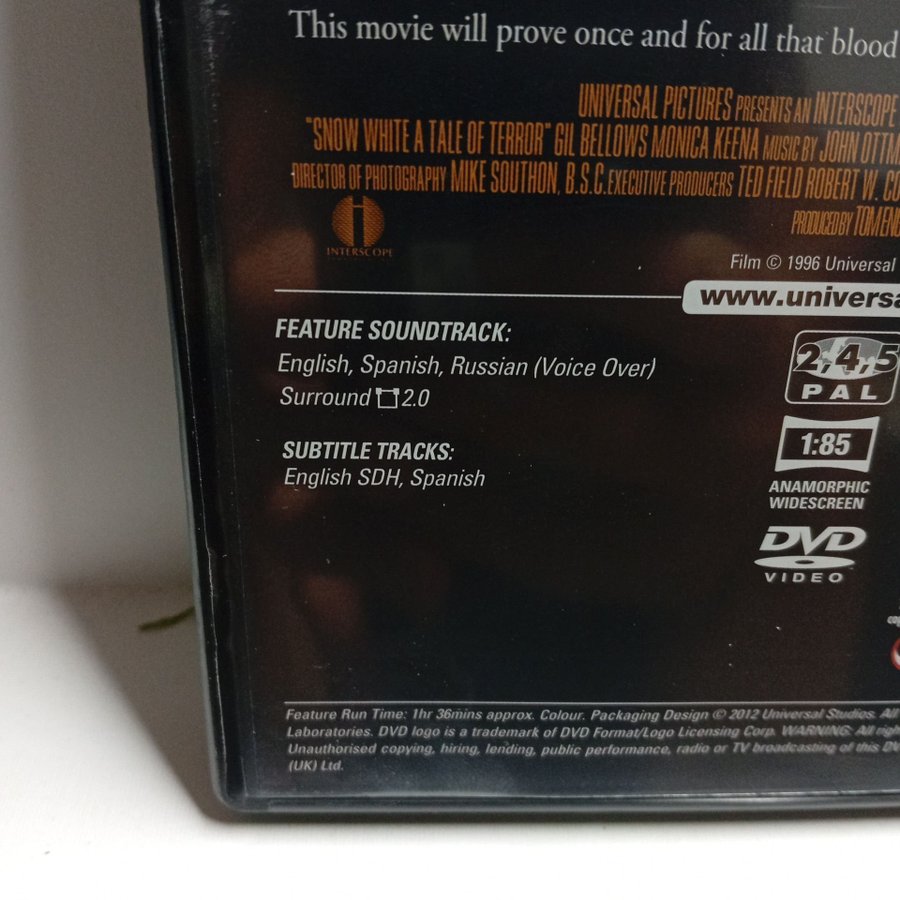 This movie will prove once and for all that blood
UNIVERSAL PICTURES PRESENTS AN INTERSCOPE
"SNOW WHITE A TALE OF TERROR" GIL BELLOWS MONICA KEENA MUSIC BY JOHN OTTM
DIRECTOR OF PHOTOGRAPHY MIKE SOUTHON, B.S.C. EXECUTIVE PRODUCERS TED FIELD ROBERT W. CO
PRODUCED BY TOM ENG
INTERSCOPE
Film © 1996 Universal
www.universa
FEATURE SOUNDTRACK:
English, Spanish, Russian (Voice Over)
Surround 2.0
SUBTITLE TRACKS:
English SDH, Spanish
2,4,5
PAL
1:85
ANAMORPHIC
WIDESCREEN
DVD
VIDEO
Feature Run Time: 1hr 36mins approx. Colour. Packaging Design © 2012 Universal Studios. All
Laboratories. DVD logo is a trademark of DVD Format/Logo Licensing Corp. WARNING: All righ
Unauthorised copying, hiring, lending, public performance, radio or TV broadcasting of this DV
(UK) Ltd.